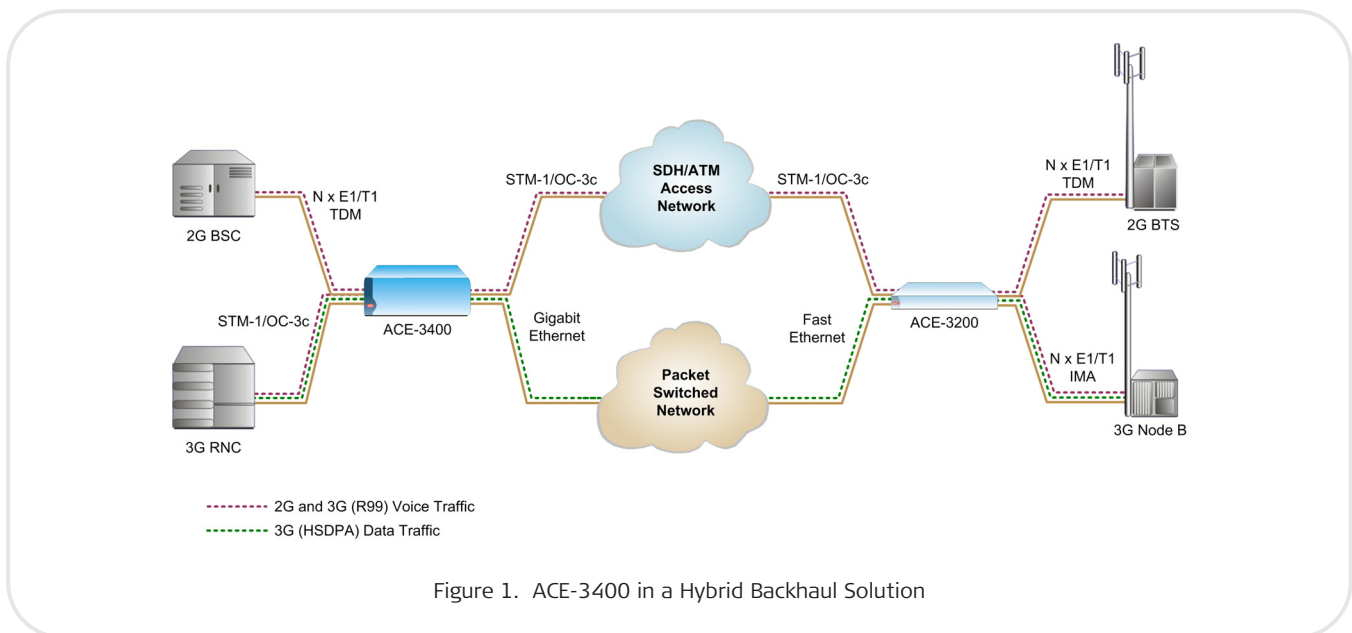 SDH/ATM
Access
Network
STM-1/OC-3c
STM-1/OC-3c
N x E1/T1
TDM
N x E1/T1
TDM
2G BSC
2G BTS
STM-1/OC-3c
ACE-3400
Gigabit
Ethernet
Fast
Ethernet
ACE-3200
Packet
Switched
Network
N x E1/T1
IMA
3G RNC
3G Node B
2G and 3G (R99) Voice Traffic
3G (HSDPA) Data Traffic
Figure 1. ACE-3400 in a Hybrid Backhaul Solution